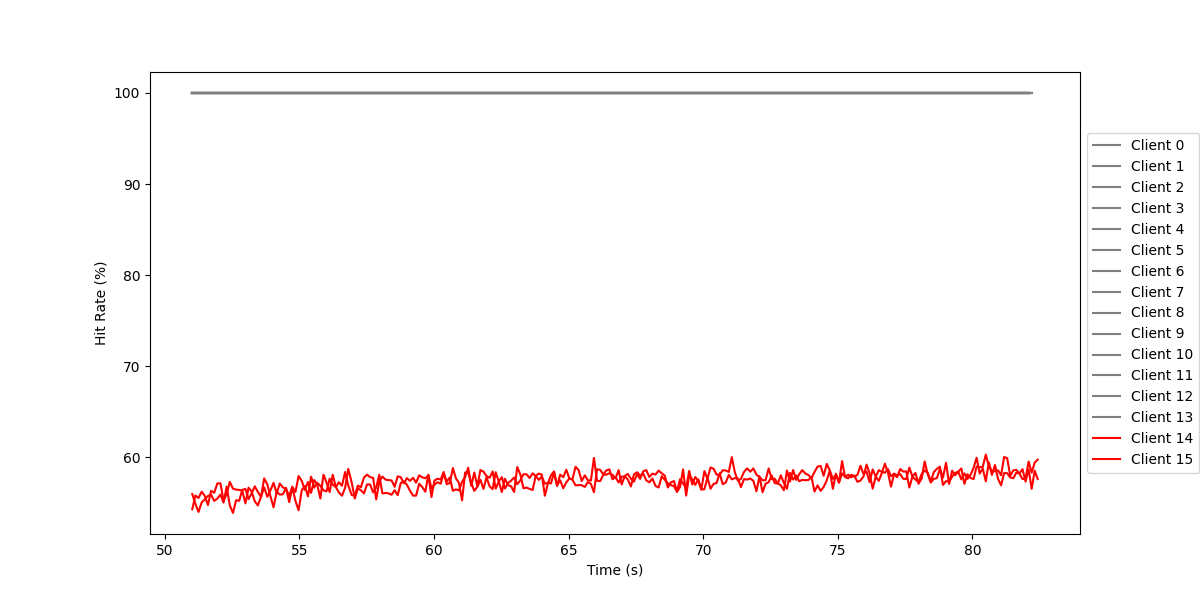 100
90
80
70
60
Hit Rate (%)
50 55 60 65 70 75 80
Time (s)
Client 0
Client 1
Client 2
Client 3
Client 4
Client 5
Client 6
Client 7
Client 8
Client 9
Client 10
Client 11
Client 12
Client 13
Client 14
Client 15